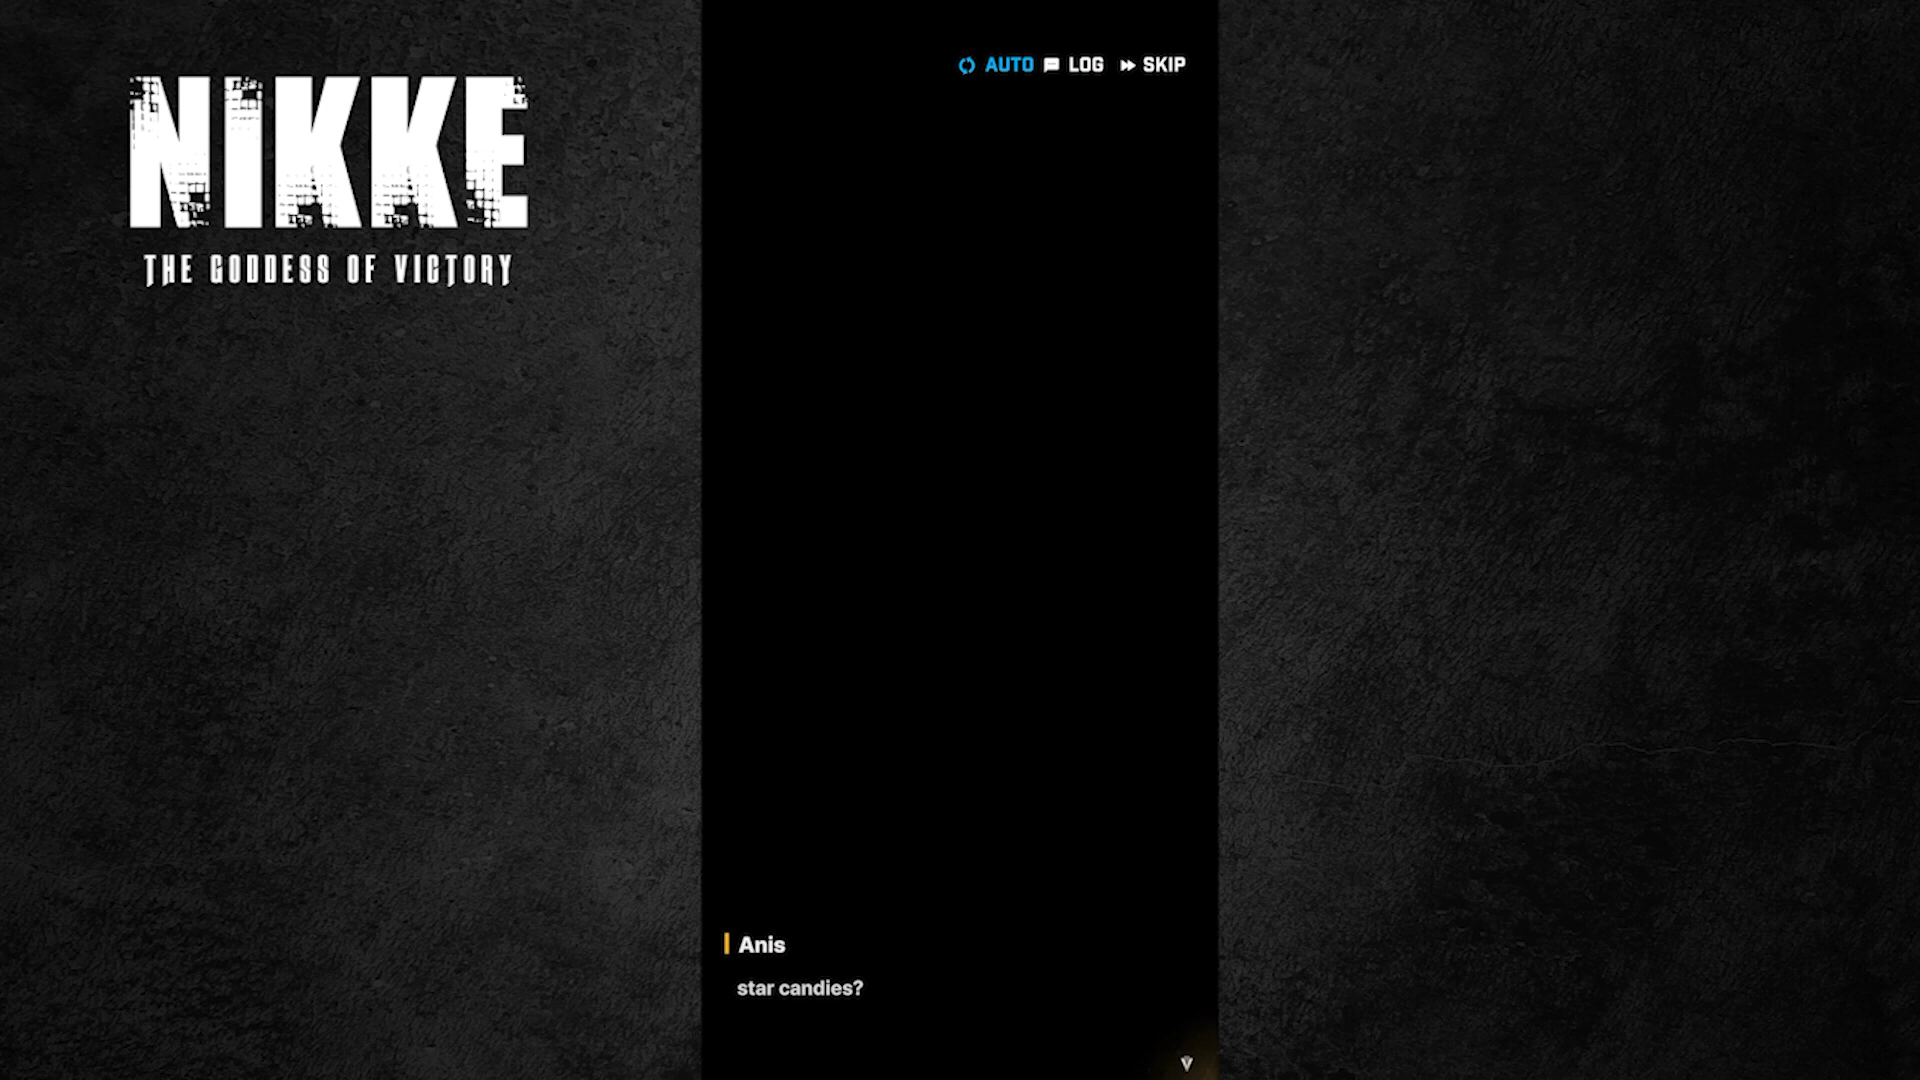 NIKKE
THE GODDESS OF VICTORY
AUTO LOG SKIP
Anis
star candies?